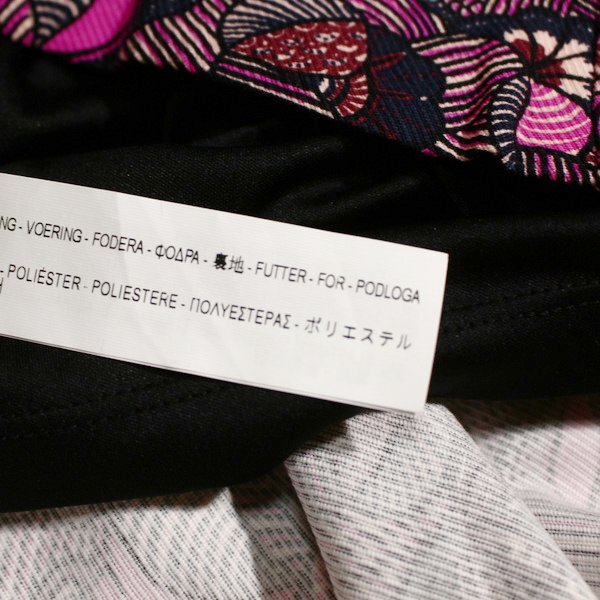 NG - VOERING - FODERA - ΦΟΔΡΑ - 裏地 - FUTTER - FOR - PODLOGA
- POLIÉSTER - POLIESTERE - ΠΟΛΥΕΣΤΕΡΑΣ - ポリエステル